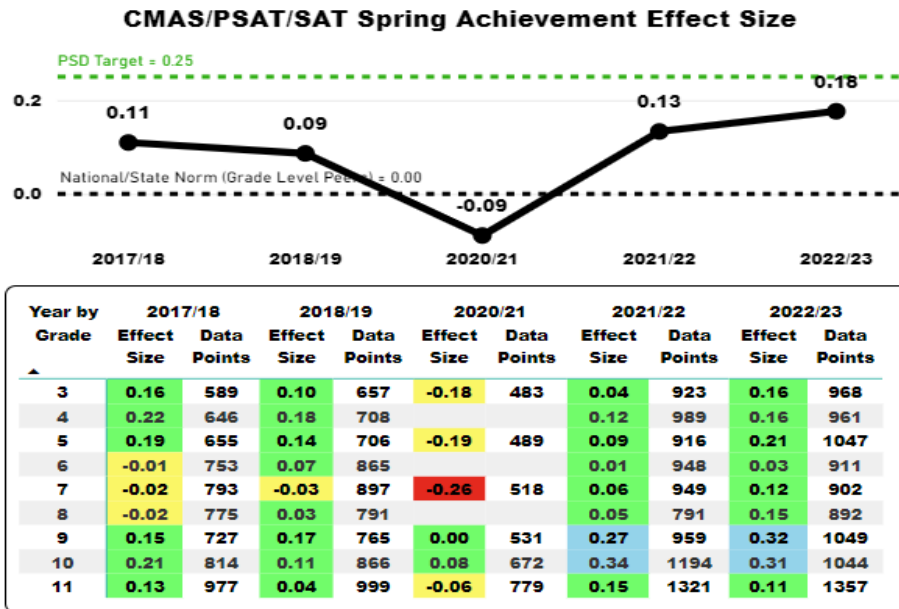 CMAS/PSAT/SAT Spring Achievement Effect Size
PSD Target = 0.25
0.2
0.11
0.09
0.13
0.18
National/State Norm (Grade Level Peers) = 0.00
0.0
-0.09
2017/18 2018/19 2020/21 2021/22 2022/23
Year by 2017/18 2018/19 2020/21 2021/22 2022/23
Grade Effect Data Effect Data Effect Data Effect Data Effect Data
Size Points Size Points Size Points Size Points Size Points
3 0.16 589 0.10 657 -0.18 483 0.04 923 0.16 968
4 0.22 646 0.18 708 0.12 989 0.16 961
5 0.19 655 0.14 706 -0.19 489 0.09 916 0.21 1047
6 -0.01 753 0.07 865 0.01 948 0.03 911
7 -0.02 793 -0.03 897 -0.26 518 0.06 949 0.12 902
8 -0.02 775 0.03 791 0.05 791 0.15 892
9 0.15 727 0.17 765 0.00 531 0.27 959 0.32 1049
10 0.21 814 0.11 866 0.08 672 0.34 1194 0.31 1044
11 0.13 977 0.04 999 -0.06 779 0.15 1321 0.11 1357